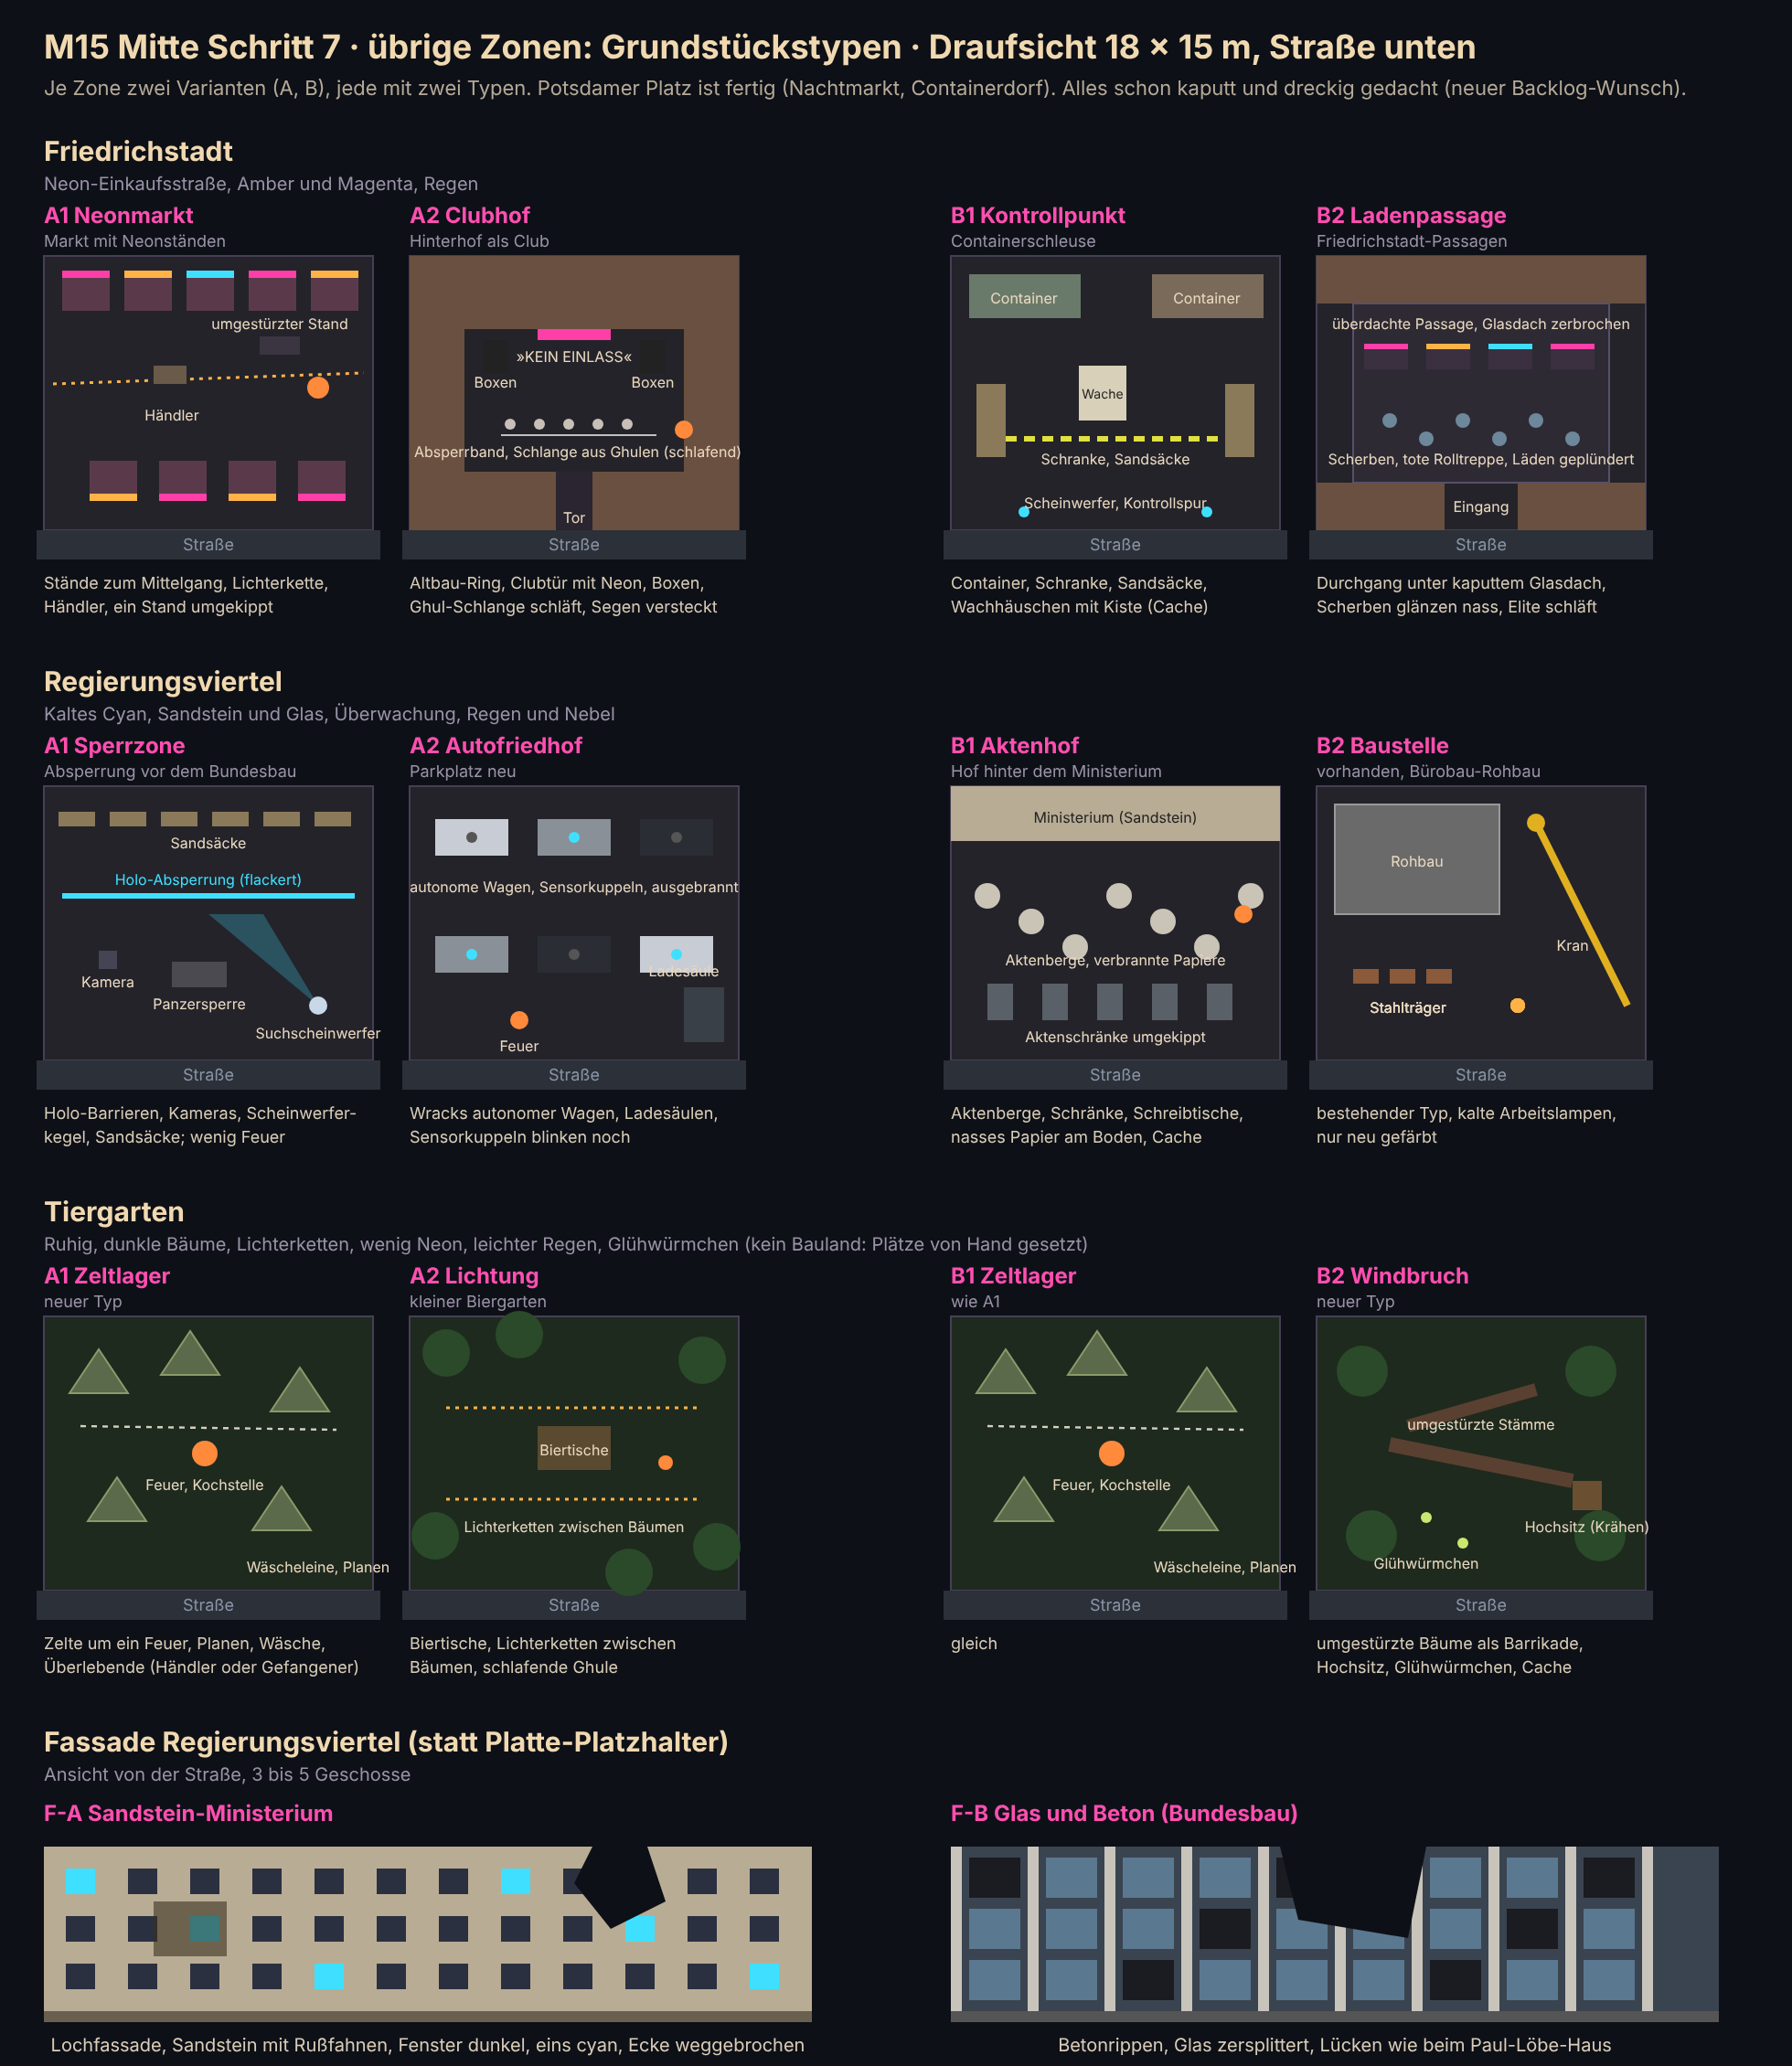 M15 Mitte Schritt 7 · übrige Zonen: Grundstückstypen · Draufsicht 18 × 15 m, Straße unten
Je Zone zwei Varianten (A, B), jede mit zwei Typen. Potsdamer Platz ist fertig (Nachtmarkt, Containerdorf). Alles schon kaputt und dreckig gedacht (neuer Backlog-Wunsch).
Friedrichstadt
Neon-Einkaufsstraße, Amber und Magenta, Regen
A1 Neonmarkt
Markt mit Neonständen
umgestürzter Stand
Händler
Straße
Stände zum Mittelgang, Lichterkette,
Händler, ein Stand umgekippt
A2 Clubhof
Hinterhof als Club
»KEIN EINLASS«
Boxen
Boxen
Absperrband, Schlange aus Ghulen (schlafend)
Tor
Straße
Altbau-Ring, Clubtür mit Neon, Boxen,
Ghul-Schlange schläft, Segen versteckt
B1 Kontrollpunkt
Containerschleuse
Container
Container
Wache
Schranke, Sandsäcke
Scheinwerfer, Kontrollspur
Straße
Container, Schranke, Sandsäcke,
Wachhäuschen mit Kiste (Cache)
B2 Ladenpassage
Friedrichstadt-Passagen
überdachte Passage, Glasdach zerbrochen
Scherben, tote Rolltreppe, Läden geplündert
Eingang
Straße
Durchgang unter kaputtem Glasdach,
Scherben glänzen nass, Elite schläft
Regierungsviertel
Kaltes Cyan, Sandstein und Glas, Überwachung, Regen und Nebel
A1 Sperrzone
Absperrung vor dem Bundesbau
Sandsäcke
Holo-Absperrung (flackert)
Kamera
Panzersperre
Suchscheinwerfer
Straße
Holo-Barrieren, Kameras, Scheinwerfer-
kegel, Sandsäcke; wenig Feuer
A2 Autofriedhof
Parkplatz neu
autonome Wagen, Sensorkuppeln, ausgebrannt
Ladesäule
Feuer
Straße
Wracks autonomer Wagen, Ladesäulen,
Sensorkuppeln blinken noch
B1 Aktenhof
Hof hinter dem Ministerium
Ministerium (Sandstein)
Aktenberge, verbrannte Papiere
Aktenschränke umgekippt
Straße
Aktenberge, Schränke, Schreibtische,
nasses Papier am Boden, Cache
B2 Baustelle
vorhanden, Bürobau-Rohbau
Rohbau
Kran
Stahlträger
Straße
bestehender Typ, kalte Arbeitslampen,
nur neu gefärbt
Tiergarten
Ruhig, dunkle Bäume, Lichterketten, wenig Neon, leichter Regen, Glühwürmchen (kein Bauland: Plätze von Hand gesetzt)
A1 Zeltlager
neuer Typ
Feuer, Kochstelle
Wäscheleine, Planen
Straße
Zelte um ein Feuer, Planen, Wäsche,
Überlebende (Händler oder Gefangener)
A2 Lichtung
kleiner Biergarten
Biertische
Lichterketten zwischen Bäumen
Straße
Biertische, Lichterketten zwischen
Bäumen, schlafende Ghule
B1 Zeltlager
wie A1
Feuer, Kochstelle
Wäscheleine, Planen
Straße
gleich
B2 Windbruch
neuer Typ
umgestürzte Stämme
Hochsitz (Krähen)
Glühwürmchen
Straße
umgestürzte Bäume als Barrikade,
Hochsitz, Glühwürmchen, Cache
Fassade Regierungsviertel (statt Platte-Platzhalter)
Ansicht von der Straße, 3 bis 5 Geschosse
F-A Sandstein-Ministerium
Lochfassade, Sandstein mit Rußfahnen, Fenster dunkel, eins cyan, Ecke weggebrochen
F-B Glas und Beton (Bundesbau)
Betonrippen, Glas zersplittert, Lücken wie beim Paul-Löbe-Haus